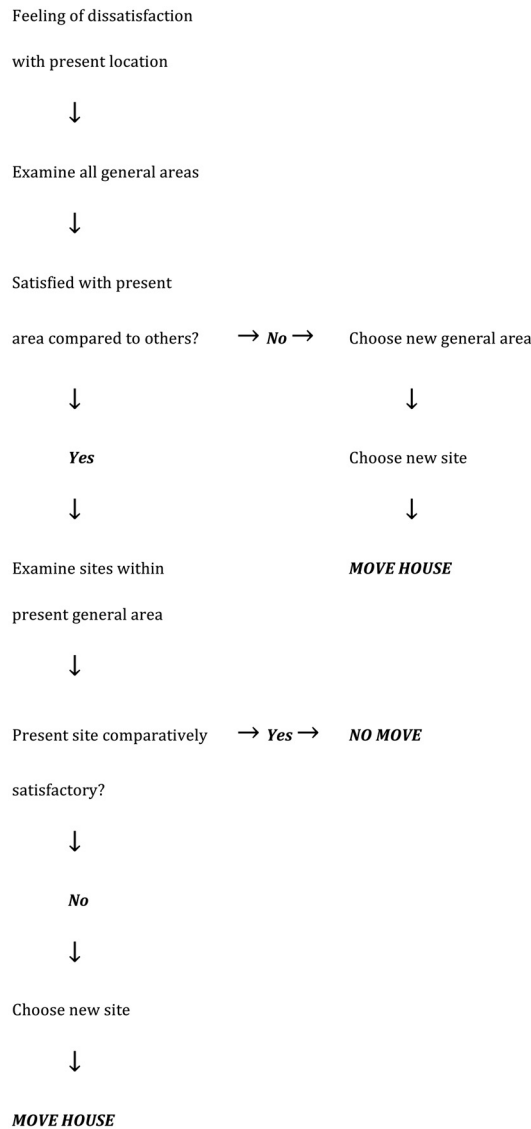 Feeling of dissatisfaction
with present location
↓
Examine all general areas
↓
Satisfied with present
area compared to others? → No → Choose new general area
↓ ↓
Yes Choose new site
↓ ↓
Examine sites within MOVE HOUSE
present general area
↓
Present site comparatively → Yes → NO MOVE
satisfactory?
↓
No
↓
Choose new site
↓
MOVE HOUSE